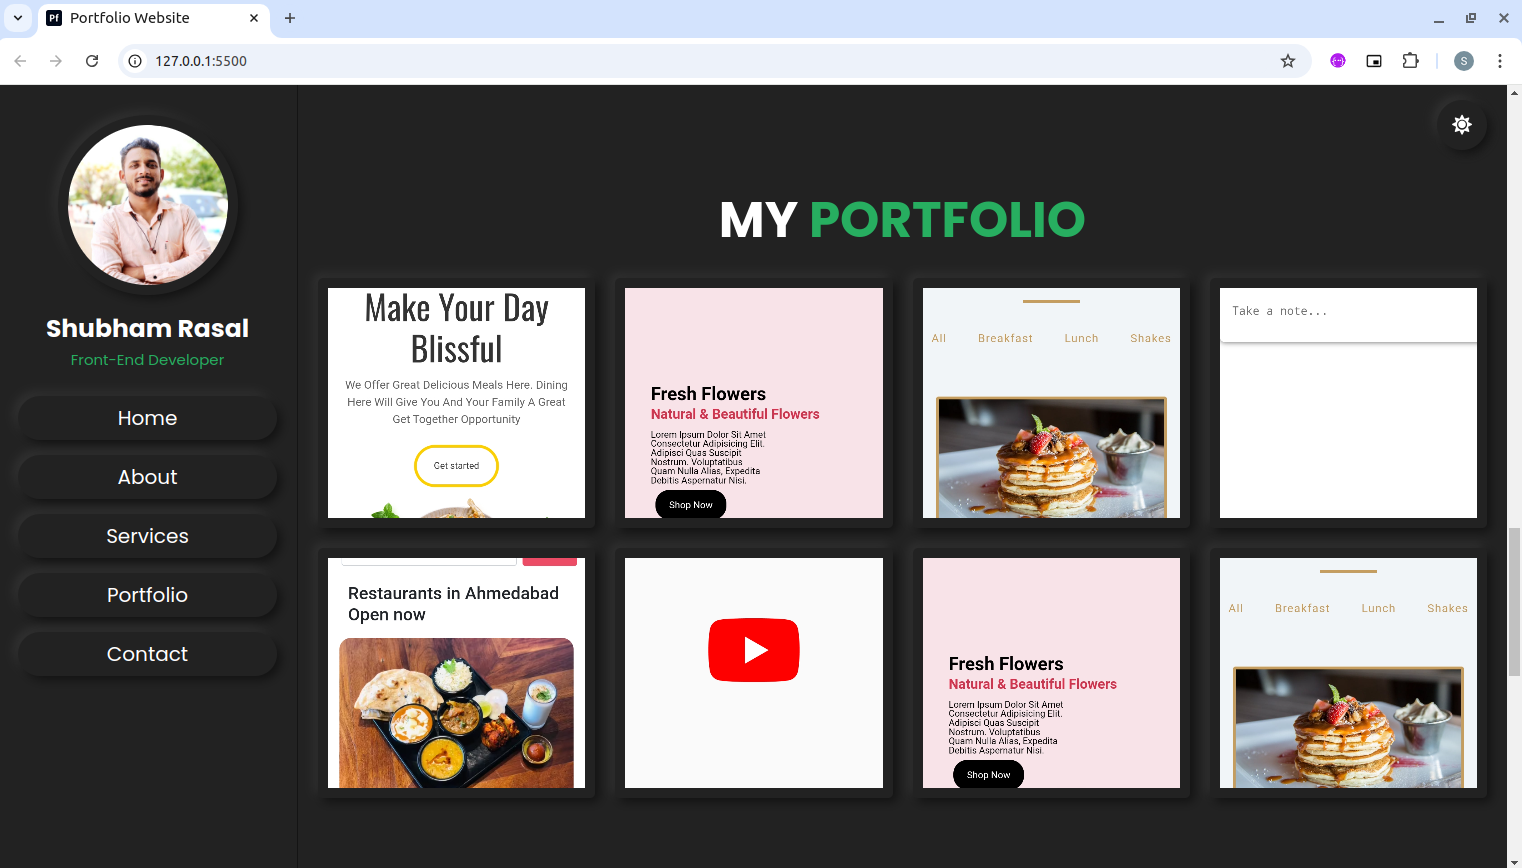 Pf Portfolio Website
127.0.0.1:5500
S
Shubham Rasal
Front-End Developer
Home
About
Services
Portfolio
Contact
MY PORTFOLIO
Make Your Day
Blissful
We Offer Great Delicious Meals Here. Dining
Here Will Give You And Your Family A Great
Get Together Opportunity
Get started
Fresh Flowers
Natural & Beautiful Flowers
Lorem Ipsum Dolor Sit Amet
Consectetur Adipisicing Elit.
Adipisci Quas Suscipit
Nostrum. Voluptatibus
Quam Nulla Alias, Expedita
Debitis Aspernatur Nisi.
Shop Now
All Breakfast Lunch Shakes
Take a note...
Restaurants in Ahmedabad
Open now
Fresh Flowers
Natural & Beautiful Flowers
Lorem Ipsum Dolor Sit Amet
Consectetur Adipisicing Elit.
Adipisci Quas Suscipit
Nostrum. Voluptatibus
Quam Nulla Alias, Expedita
Debitis Aspernatur Nisi.
Shop Now
All Breakfast Lunch Shakes